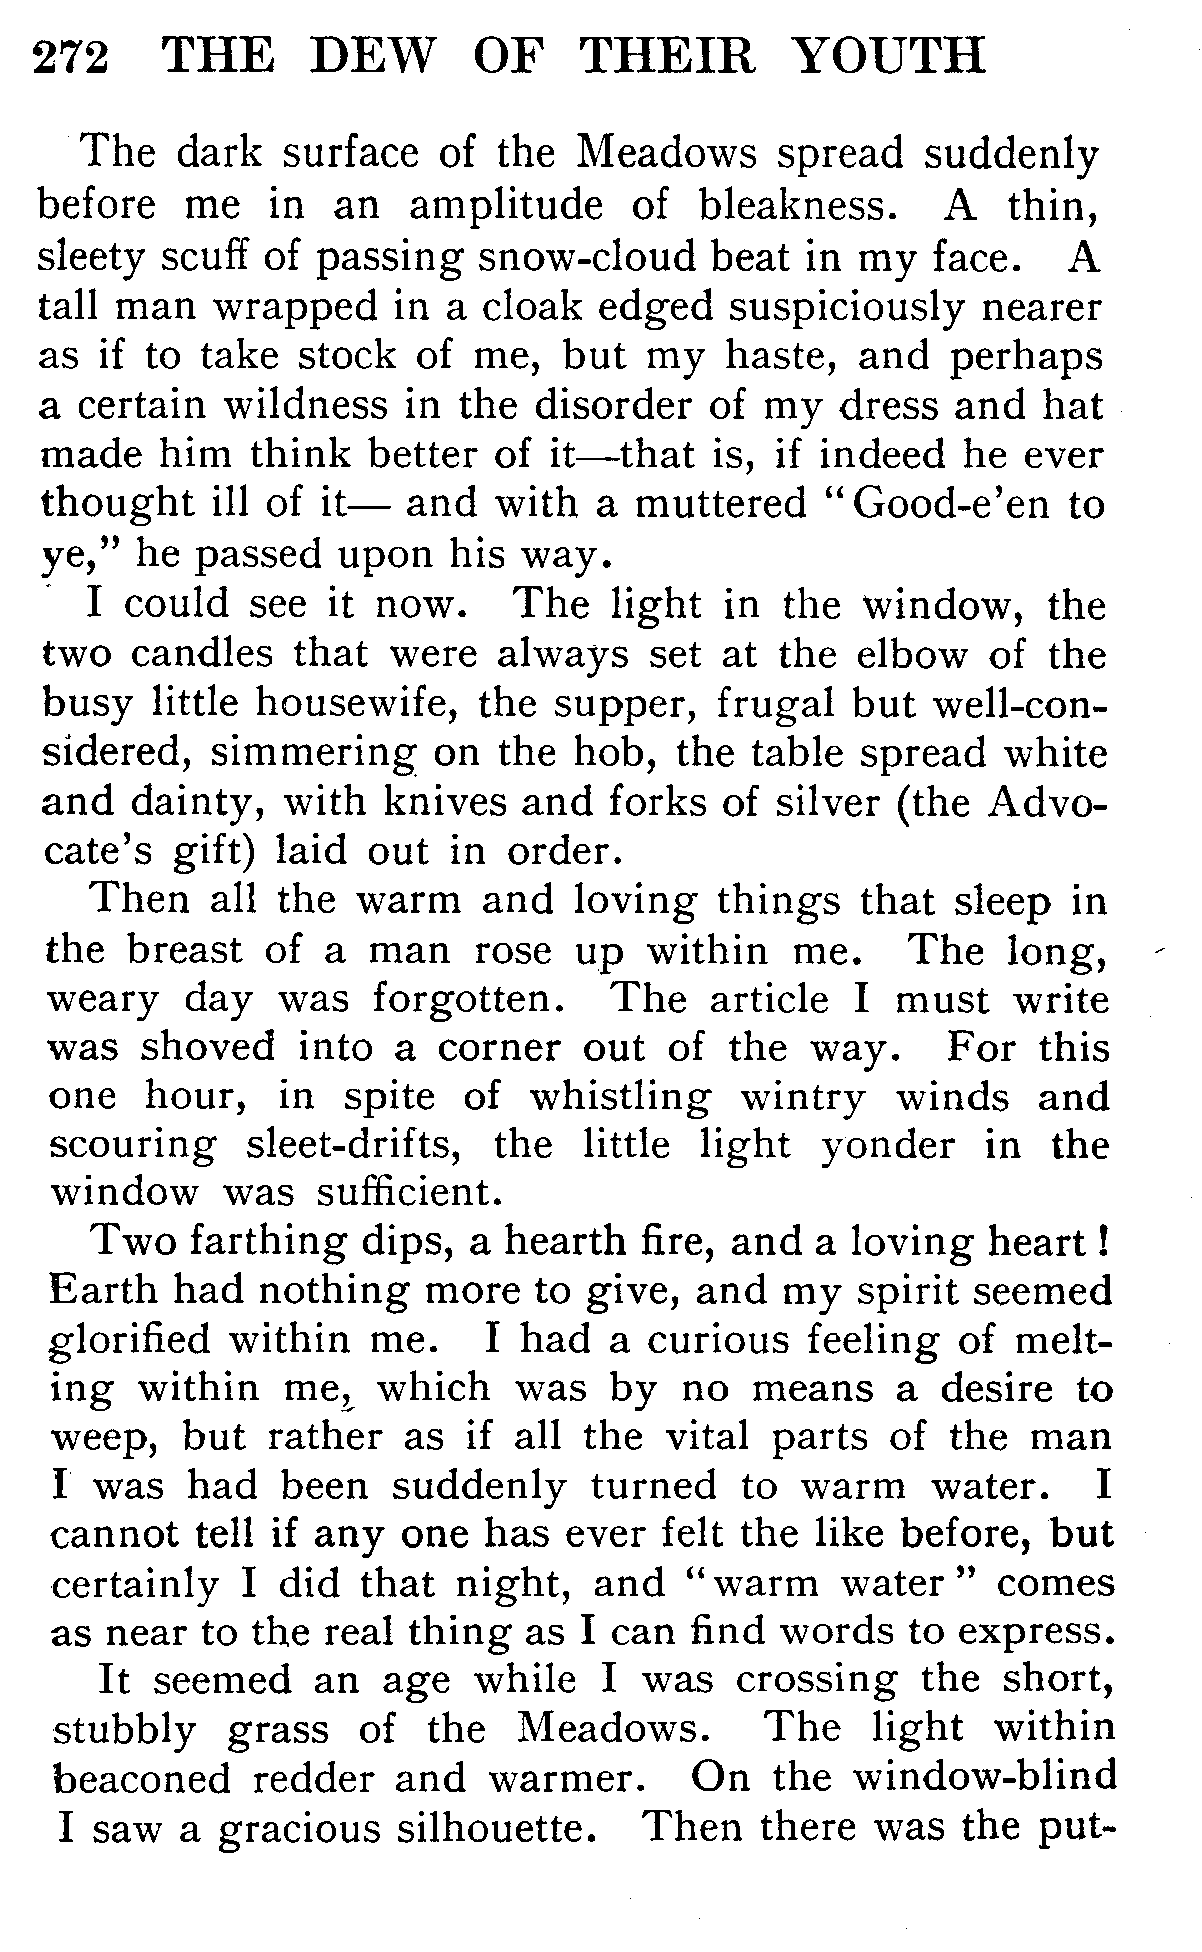 272 THE DEW OF THEIR YOUTH
The dark surface of the Meadows spread suddenly
before me in an amplitude of bleakness. A thin,
sleety scuff of passing snow-cloud beat in my face. A
tall man wrapped in a cloak edged suspiciously nearer
as if to take stock of me, but my haste, and perhaps
a certain wildness in the disorder of my dress and hat
made him think better of it—that is, if indeed he ever
thought ill of it— and with a muttered “Good-e’en to
ye,” he passed upon his way.
I could see it now. The light in the window, the
two candles that were always set at the elbow of the
busy little housewife, the supper, frugal but well-con-
sidered, simmering on the hob, the table spread white
and dainty, with knives and forks of silver (the Advo-
cate’s gift) laid out in order.
Then all the warm and loving things that sleep in
the breast of a man rose up within me. The long,
weary day was forgotten. The article I must write
was shoved into a corner out of the way. For this
one hour, in spite of whistling wintry winds and
scouring sleet-drifts, the little light yonder in the
window was sufficient.
Two farthing dips, a hearth fire, and a loving heart!
Earth had nothing more to give, and my spirit seemed
glorified within me. I had a curious feeling of melt-
ing within me, which was by no means a desire to
weep, but rather as if all the vital parts of the man
I was had been suddenly turned to warm water. I
cannot tell if any one has ever felt the like before, but
certainly I did that night, and “warm water” comes
as near to the real thing as I can find words to express.
It seemed an age while I was crossing the short,
stubbly grass of the Meadows. The light within
beaconed redder and warmer. On the window-blind
I saw a gracious silhouette. Then there was the put-